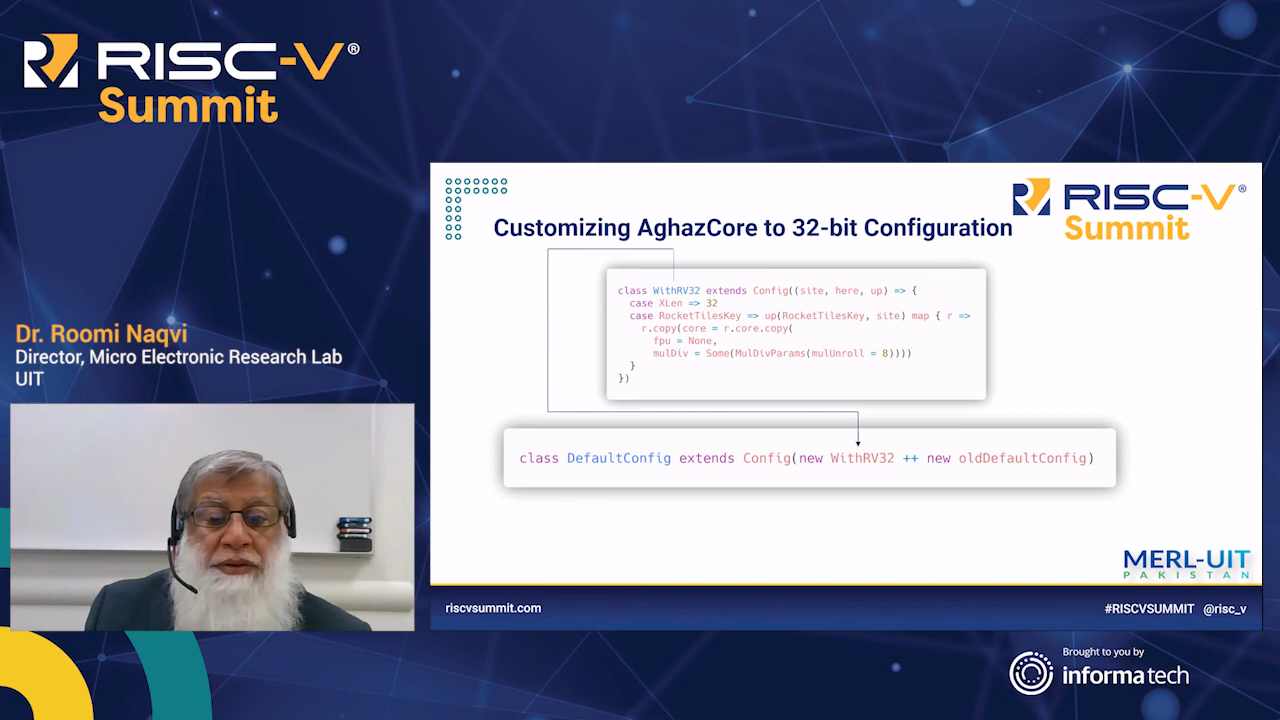 RISC-V®
Summit
Dr. Roomi Naqvi
Director, Micro Electronic Research Lab
UIT
RISC-V®
Summit
Customizing AghazCore to 32-bit Configuration
class WithRV32 extends Config((site, here, up) => {
  case XLen => 32
  case RocketTilesKey => up(RocketTilesKey, site) map { r =>
    r.copy(core = r.core.copy(
      fpu = None,
      mulDiv = Some(MulDivParams(mulUnroll = 8))))
  }
})
class DefaultConfig extends Config(new WithRV32 ++ new oldDefaultConfig)
MERL-UIT
PAKISTAN
riscvsummit.com
#RISCVSUMMIT @risc_v
Brought to you by
informa tech